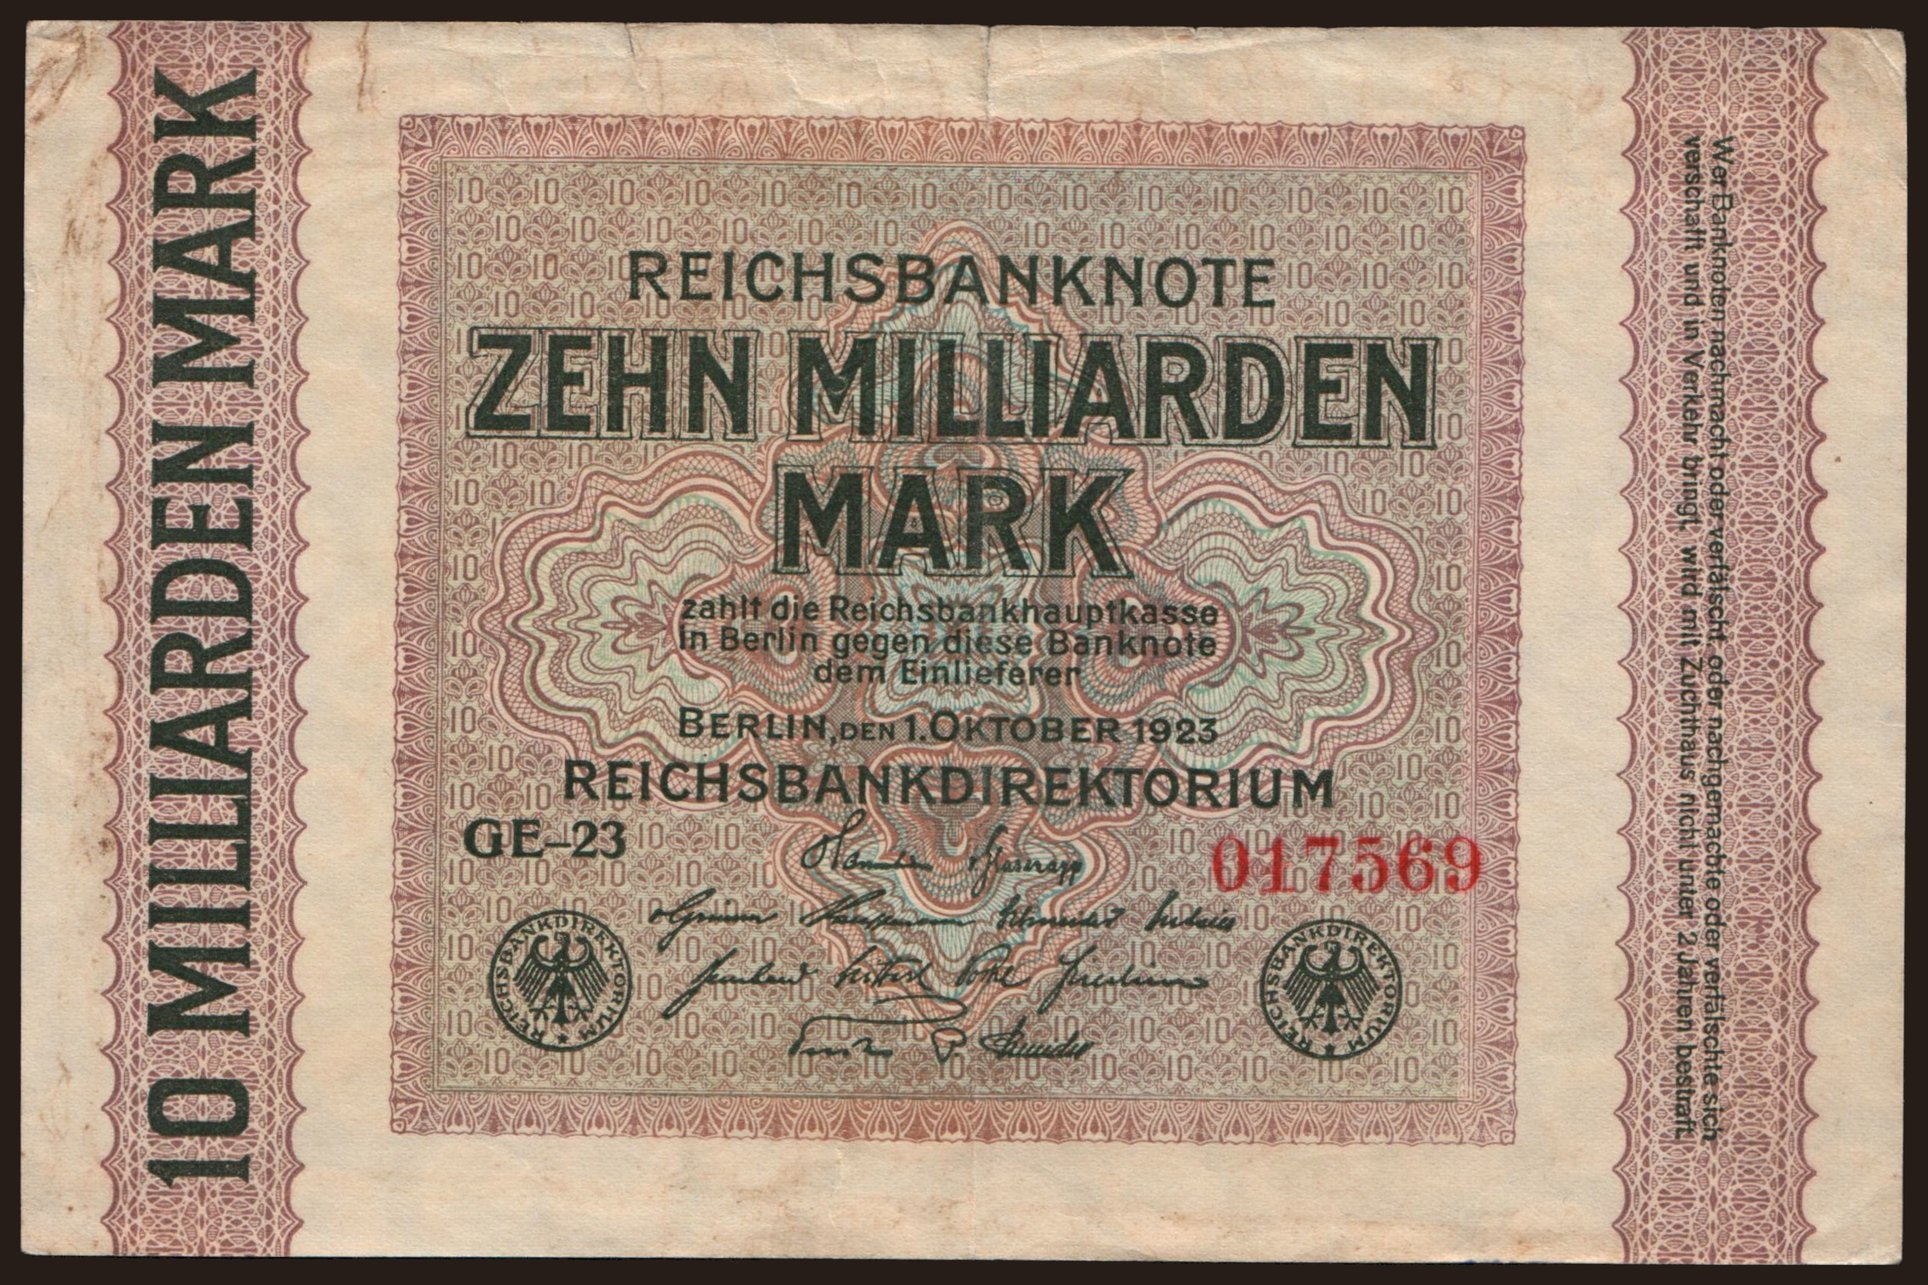 10 MILLIARDEN MARK
REICHSBANKNOTE
ZEHN MILLIARDEN
MARK
zahlt die Reichsbankhauptkasse
in Berlin gegen diese Banknote
dem Einlieferer
BERLIN, DEN 1. OKTOBER 1923
REICHSBANKDIREKTORIUM
GE-23
017569
REICHSBANKDIREKTORIUM
REICHSBANKDIREKTORIUM
Wer Banknoten nachmacht oder verfälscht, oder nachgemachte oder verfälschte sich
verschafft und in Verkehr bringt, wird mit Zuchthaus nicht unter 2 Jahren bestraft.